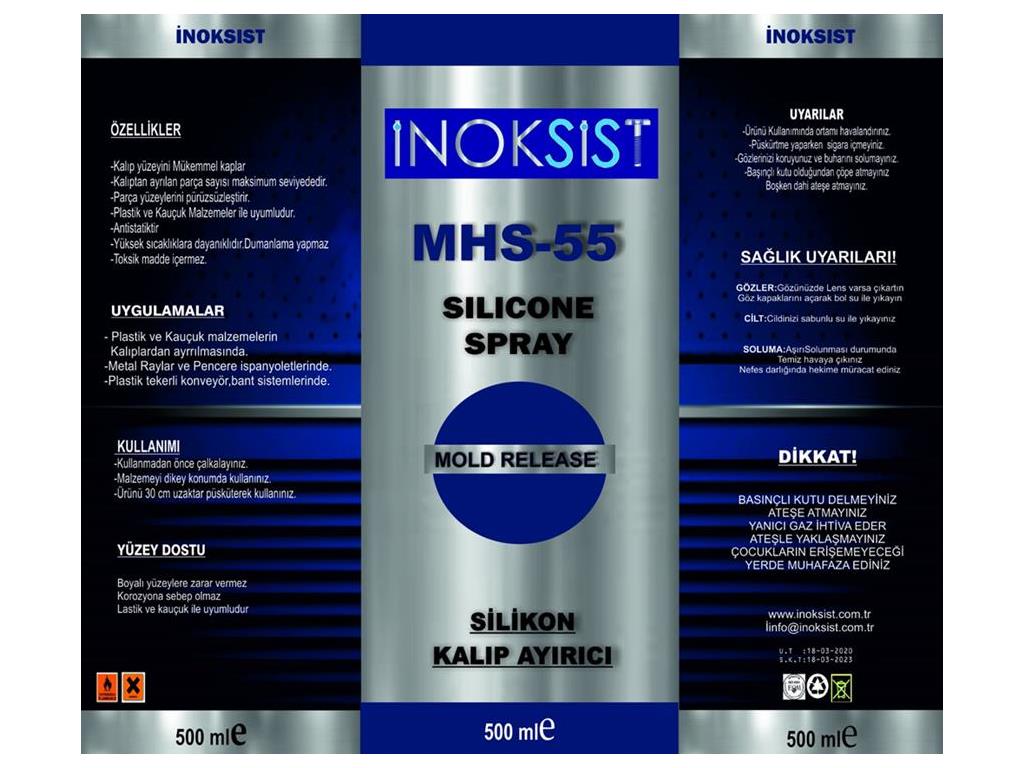 İNOKSIST
ÖZELLİKLER
-Kalıp yüzeyini Mükemmel kaplar
-Kalıptan ayrılan parça sayısı maksimum seviyededir.
-Parça yüzeylerini pürüzsüzleştirir.
-Plastik ve Kauçuk Malzemeler ile uyumludur.
-Antistatiktir
-Yüksek sıcaklıklara dayanıklıdır.Dumanlama yapmaz
-Toksik madde içermez.
UYGULAMALAR
- Plastik ve Kauçuk malzemelerin
Kalıplardan ayrrılmasında.
-Metal Raylar ve Pencere ispanyoletlerinde.
-Plastik tekerli konveyör,bant sistemlerinde.
KULLANIMI
-Kullanmadan önce çalkalayınız.
-Malzemeyi dikey konumda kullanınız.
-Ürünü 30 cm uzaktar püsküterek kullanınız.
YÜZEY DOSTU
Boyalı yüzeylere zarar vermez
Korozyona sebep olmaz
Lastik ve kauçuk ile uyumludur
500 mle
İNOKSİST
MHS-55
SILICONE
SPRAY
MOLD RELEASE
SİLİKON
KALIP AYIRICI
500 mle
İNOKSIST
UYARILAR
-Ürünü Kullanımında ortamı havalandırınız.
-Püskürtme yaparken sigara içmeyiniz.
-Gözlerinizi koruyunuz ve buharını solumayınız.
-Başınçlı kutu olduğundan çöpe atmayınız
Boşken dahi ateşe atmayınız.
SAĞLIK UYARILARI!
GÖZLER:Gözünüzde Lens varsa çıkartın
Göz kapaklarını açarak bol su ile yıkayın
CİLT:Cildinizi sabunlu su ile yıkayınız
SOLUMA:AşırıSolunması durumunda
Temiz havaya çıkınız
Nefes darlığında hekime müracat ediniz
DİKKAT!
BASINÇLI KUTU DELMEYİNİZ
ATEŞE ATMAYINIZ
YANICI GAZ İHTİVA EDER
ATEŞLE YAKLAŞMAYINIZ
ÇOCUKLARIN ERİŞEMEYECEĞİ
YERDE MUHAFAZA EDİNİZ
www.inoksist.com.tr
İinfo@inoksist.com.tr
U.T :18-03-2020
S.K.T:18-03-2023
500 mle